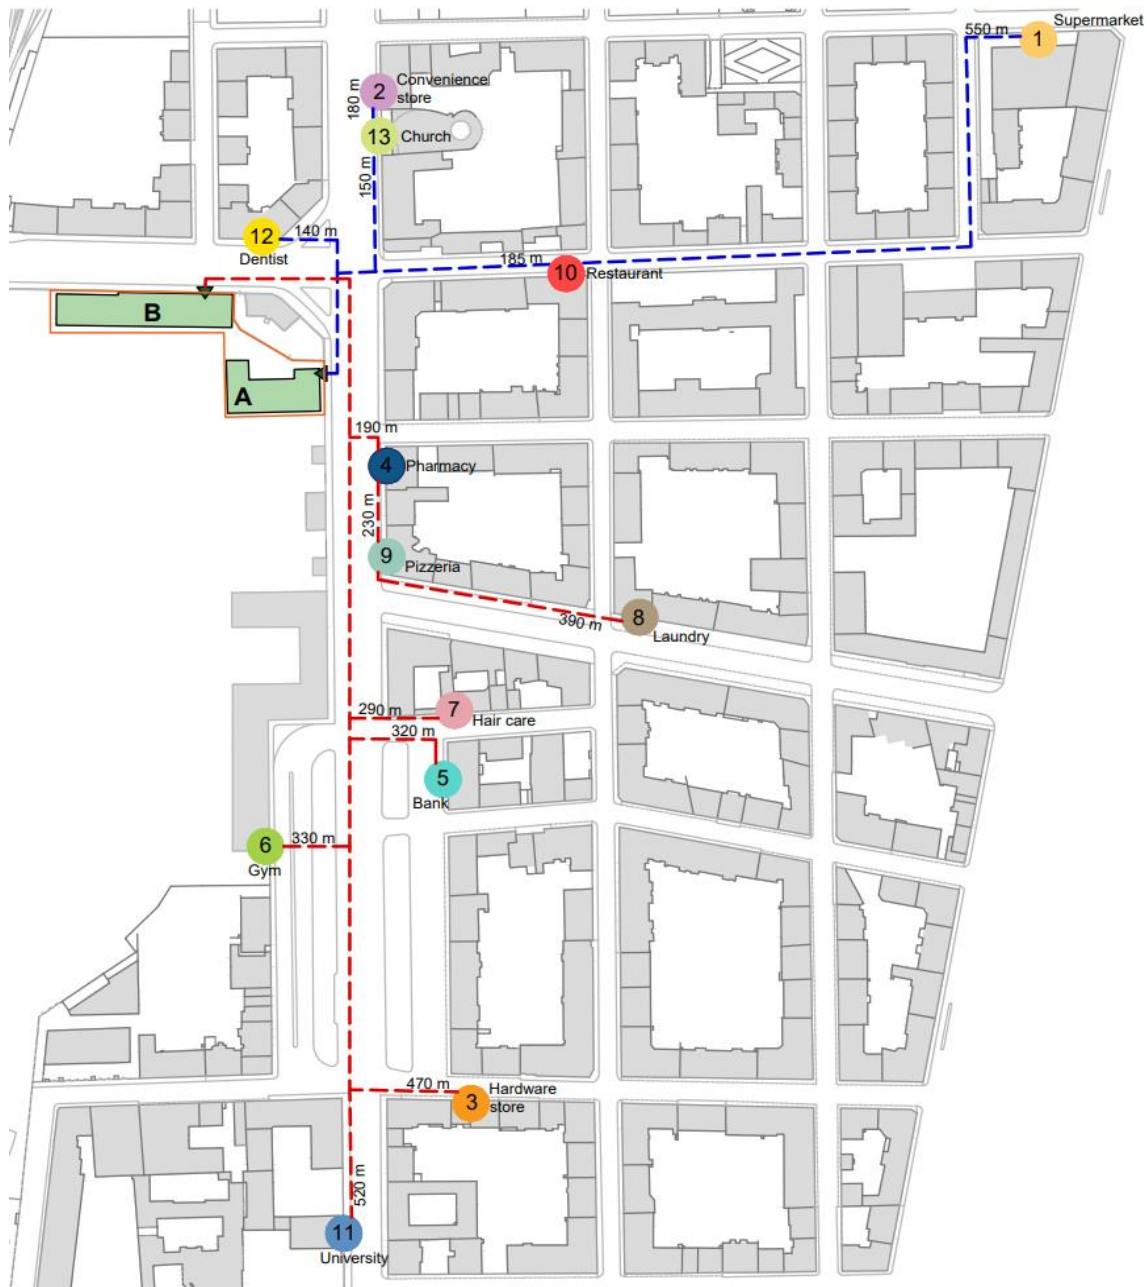 550 m
Supermarket
1
180 m
2
Convenience
store
13
Church
150 m
12
140 m
Dentist
185 m
10
Restaurant
B
A
190 m
4
Pharmacy
230 m
9
Pizzeria
390 m
8
Laundry
290 m
7
Hair care
320 m
5
Bank
6
330 m
Gym
470 m
3
Hardware
store
520 m
11
University